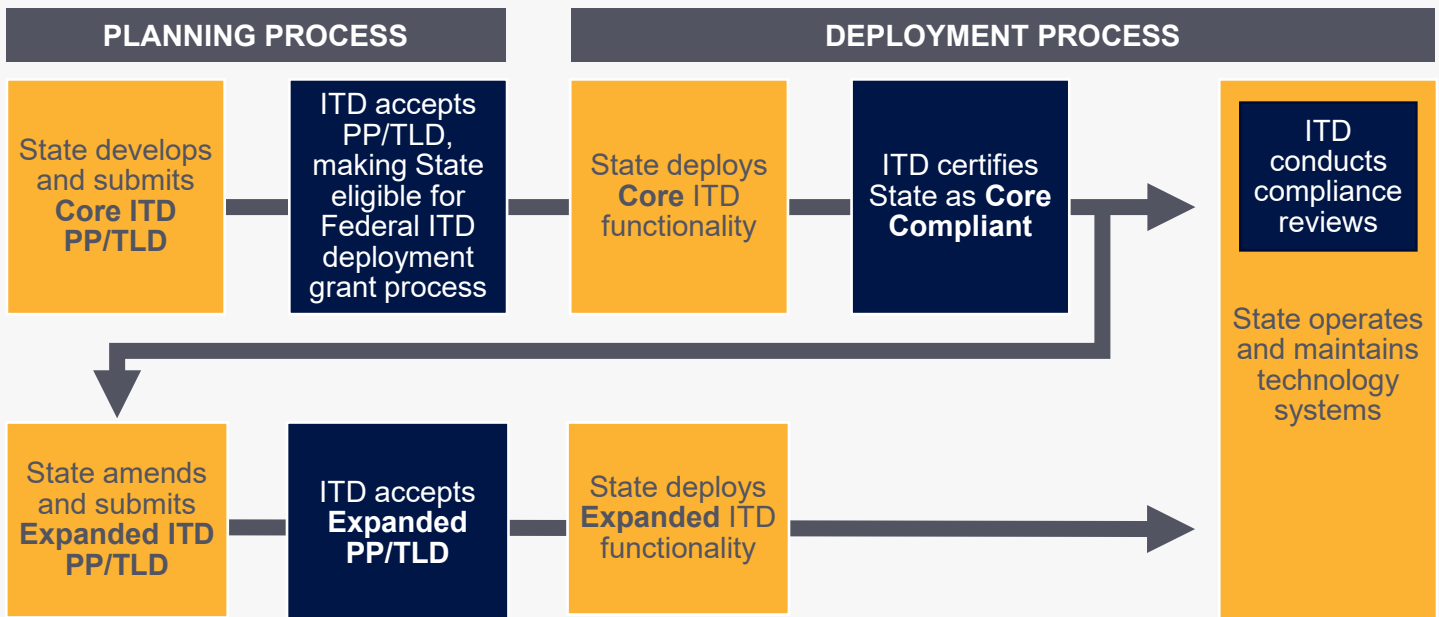 PLANNING PROCESS
DEPLOYMENT PROCESS
State develops
and submits
Core ITD
PP/TLD
ITD accepts
PP/TLD,
making State
eligible for
Federal ITD
deployment
grant process
State deploys
Core ITD
functionality
ITD certifies
State as Core
Compliant
ITD
conducts
compliance
reviews
State operates
and maintains
technology
systems
State amends
and submits
Expanded ITD
PP/TLD
ITD accepts
Expanded
PP/TLD
State deploys
Expanded ITD
functionality